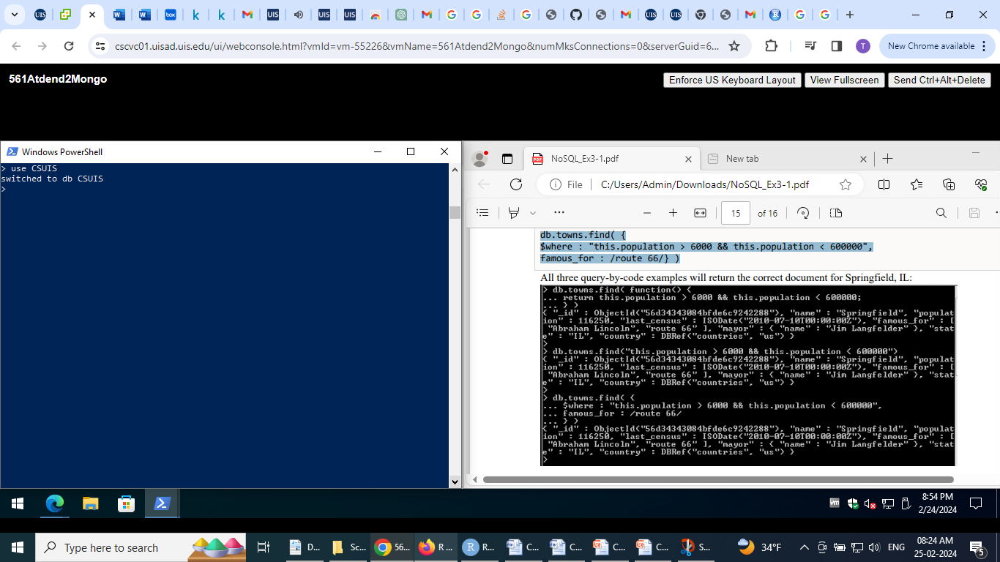 UIS
box
k
k
UIS
UIS
UIS
UIS
UIS
R
cscvc01.uisad.uis.edu/ui/webconsole.html?vmId=vm-55226&vmName=561Atdend2Mongo&numMksConnections=0&serverGuid=6...
T
New Chrome available
561Atdend2Mongo
Enforce US Keyboard Layout
View Fullscreen
Send Ctrl+Alt+Delete
Windows PowerShell
> use CSUIS
switched to db CSUIS
>
PDF
NoSQL_Ex3-1.pdf
New tab
File
C:/Users/Admin/Downloads/NoSQL_Ex3-1.pdf
15
of 16
db.towns.find( {
$where : "this.population > 6000 && this.population < 600000",
famous_for : /route 66/} )
All three query-by-code examples will return the correct document for Springfield, IL:
> db.towns.find( function() {
... return this.population > 6000 && this.population < 600000;
... } )
{ "_id" : ObjectId("56d34343084bfde6c9242288"), "name" : "Springfield", "populat
ion" : 116250, "last_census" : ISODate("2010-07-10T00:00:00Z"), "famous_for" : [
"Abraham Lincoln", "route 66" ], "mayor" : { "name" : "Jim Langfelder" }, "stat
e" : "IL", "country" : DBRef("countries", "us") }
>
> db.towns.find("this.population > 6000 && this.population < 600000")
{ "_id" : ObjectId("56d34343084bfde6c9242288"), "name" : "Springfield", "populat
ion" : 116250, "last_census" : ISODate("2010-07-10T00:00:00Z"), "famous_for" : [
"Abraham Lincoln", "route 66" ], "mayor" : { "name" : "Jim Langfelder" }, "stat
e" : "IL", "country" : DBRef("countries", "us") }
>
> db.towns.find( {
... $where : "this.population > 6000 && this.population < 600000",
... famous_for : /route 66/
... } )
{ "_id" : ObjectId("56d34343084bfde6c9242288"), "name" : "Springfield", "populat
ion" : 116250, "last_census" : ISODate("2010-07-10T00:00:00Z"), "famous_for" : [
"Abraham Lincoln", "route 66" ], "mayor" : { "name" : "Jim Langfelder" }, "stat
e" : "IL", "country" : DBRef("countries", "us") }
>
vm
8:54 PM
2/24/2024
Type here to search
D...
Sc...
56...
R ...
R...
C...
C...
C...
C...
S...
34°F
ENG
08:24 AM
25-02-2024
5